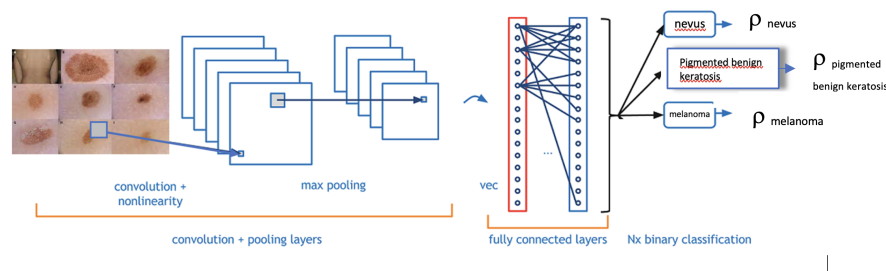 nevus
ρ nevus
Pigmented benign
keratosis
ρ pigmented
benign keratosis
melanoma
ρ melanoma
convolution +
nonlinearity
max pooling
vec
...
convolution + pooling layers
fully connected layers
Nx binary classification